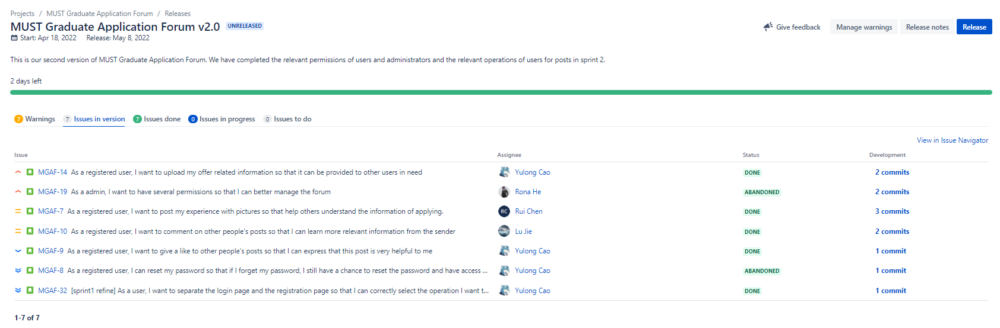 Projects / MUST Graduate Application Forum / Releases
MUST Graduate Application Forum v2.0 UNRELEASED
Give feedback Manage warnings Release notes Release
Start: Apr 18, 2022 Release: May 8, 2022
This is our second version of MUST Graduate Application Forum. We have completed the relevant permissions of users and administrators and the relevant operations of users for posts in sprint 2.
2 days left
7 Warnings 7 Issues in version 7 Issues done 0 Issues in progress 0 Issues to do
View in Issue Navigator
Issue Assignee Status Development
MGAF-14 As a registered user, I want to upload my offer related information so that it can be provided to other users in need Yulong Cao DONE 2 commits
MGAF-19 As a admin, I want to have several permissions so that I can better manage the forum Rona He ABANDONED 2 commits
MGAF-7 As a registered user, I want to post my experience with pictures so that help others understand the information of applying. RC Rui Chen DONE 3 commits
MGAF-10 As a registered user, I want to comment on other people's posts so that I can learn more relevant information from the sender Lu Jie DONE 2 commits
MGAF-9 As a registered user, I want to give a like to other people's posts so that I can express that this post is very helpful to me Yulong Cao DONE 1 commit
MGAF-8 As a registered user, I can reset my password so that if I forget my password, I still have a chance to reset the password and have access ... Yulong Cao ABANDONED 1 commit
MGAF-32 [sprint1 refine] As a user, I want to separate the login page and the registration page so that I can correctly select the operation I want t... Yulong Cao DONE 1 commit
1-7 of 7